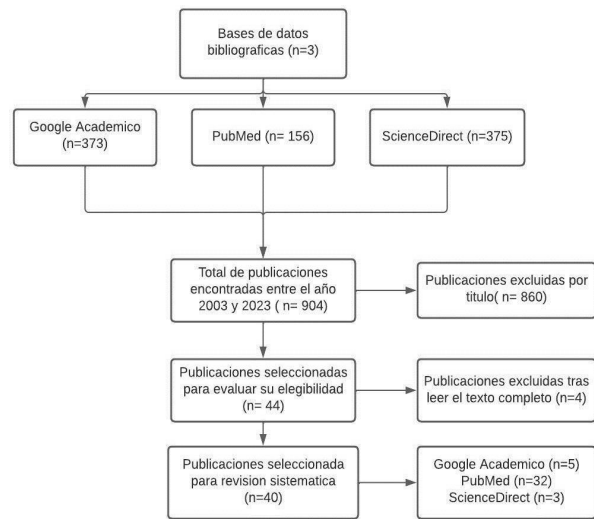 Bases de datos
bibliograficas (n=3)
Google Academico
(n=373)
PubMed (n= 156)
ScienceDirect (n=375)
Total de publicaciones
encontradas entre el año
2003 y 2023 ( n= 904)
Publicaciones excluidas por
titulo( n= 860)
Publicaciones seleccionadas
para evaluar su elegibilidad
(n= 44)
Publicaciones excluidas tras
leer el texto completo (n=4)
Publicaciones seleccionada
para revision sistematica
(n=40)
Google Academico (n=5)
PubMed (n=32)
ScienceDirect (n=3)